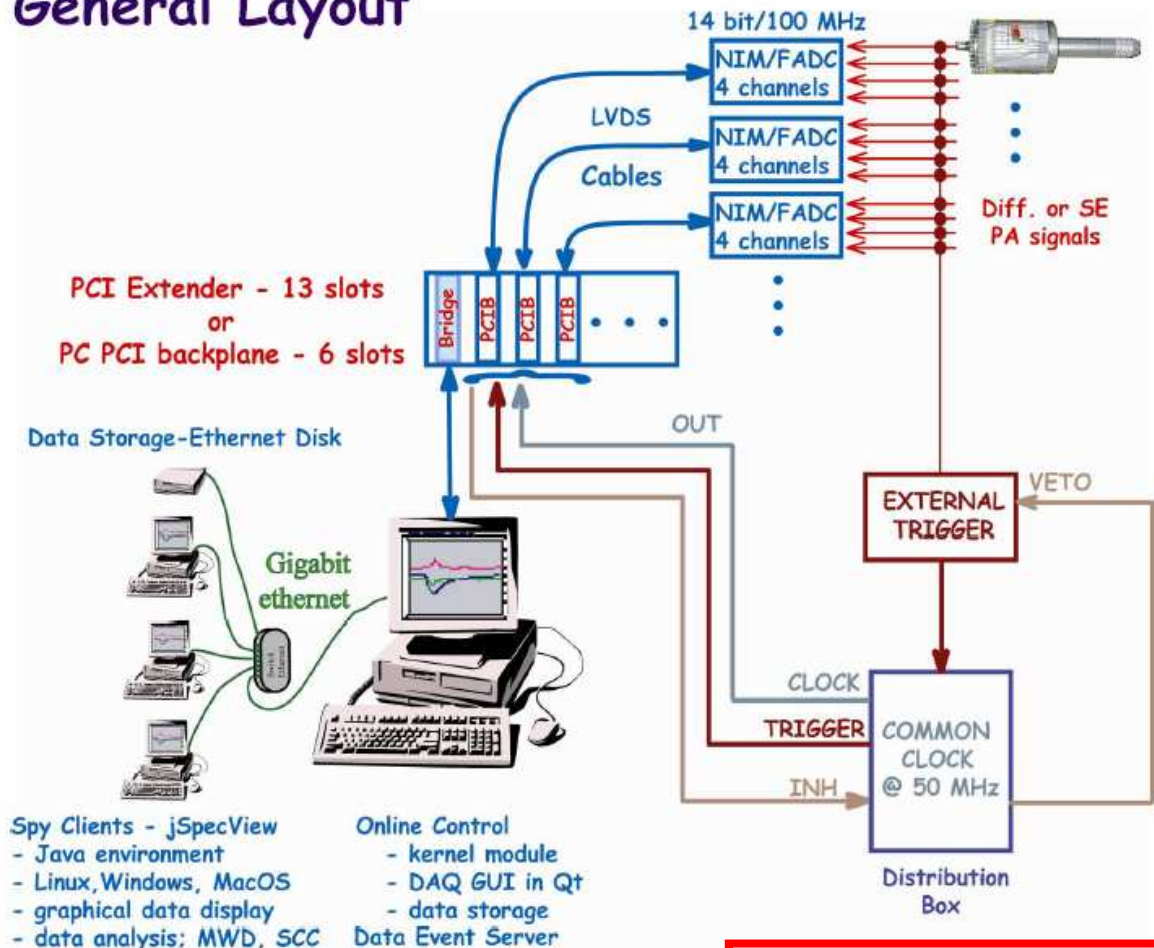 General Layout
14 bit/100 MHz
NIM/FADC
4 channels
LVDS
NIM/FADC
4 channels
Cables
NIM/FADC
4 channels
Diff. or SE
PA signals
PCI Extender - 13 slots
or
PC PCI backplane - 6 slots
Bridge
PCIB
PCIB
PCIB
OUT
Data Storage-Ethernet Disk
VETO
EXTERNAL
TRIGGER
Gigabit
ethernet
Switch
Ethernet
CLOCK
TRIGGER
COMMON
CLOCK
@ 50 MHz
INH
Distribution
Box
Spy Clients - jSpecView
- Java environment
- Linux,Windows, MacOS
- graphical data display
- data analysis; MWD, SCC
Online Control
- kernel module
- DAQ GUI in Qt
- data storage
Data Event Server